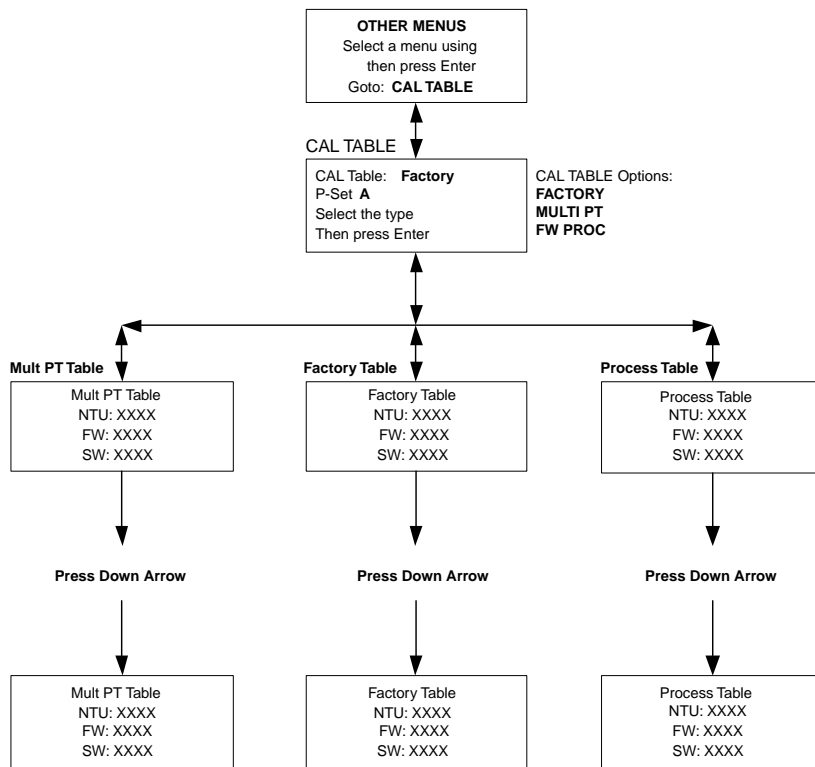 OTHER MENUS
Select a menu using
then press Enter
Goto: CAL TABLE
CAL TABLE
CAL Table: Factory
P-Set A
Select the type
Then press Enter
CAL TABLE Options:
FACTORY
MULTI PT
FW PROC
Mult PT Table
Mult PT Table
NTU: XXXX
FW: XXXX
SW: XXXX
Factory Table
Factory Table
NTU: XXXX
FW: XXXX
SW: XXXX
Process Table
Process Table
NTU: XXXX
FW: XXXX
SW: XXXX
Press Down Arrow
Press Down Arrow
Press Down Arrow
Mult PT Table
NTU: XXXX
FW: XXXX
SW: XXXX
Factory Table
NTU: XXXX
FW: XXXX
SW: XXXX
Process Table
NTU: XXXX
FW: XXXX
SW: XXXX